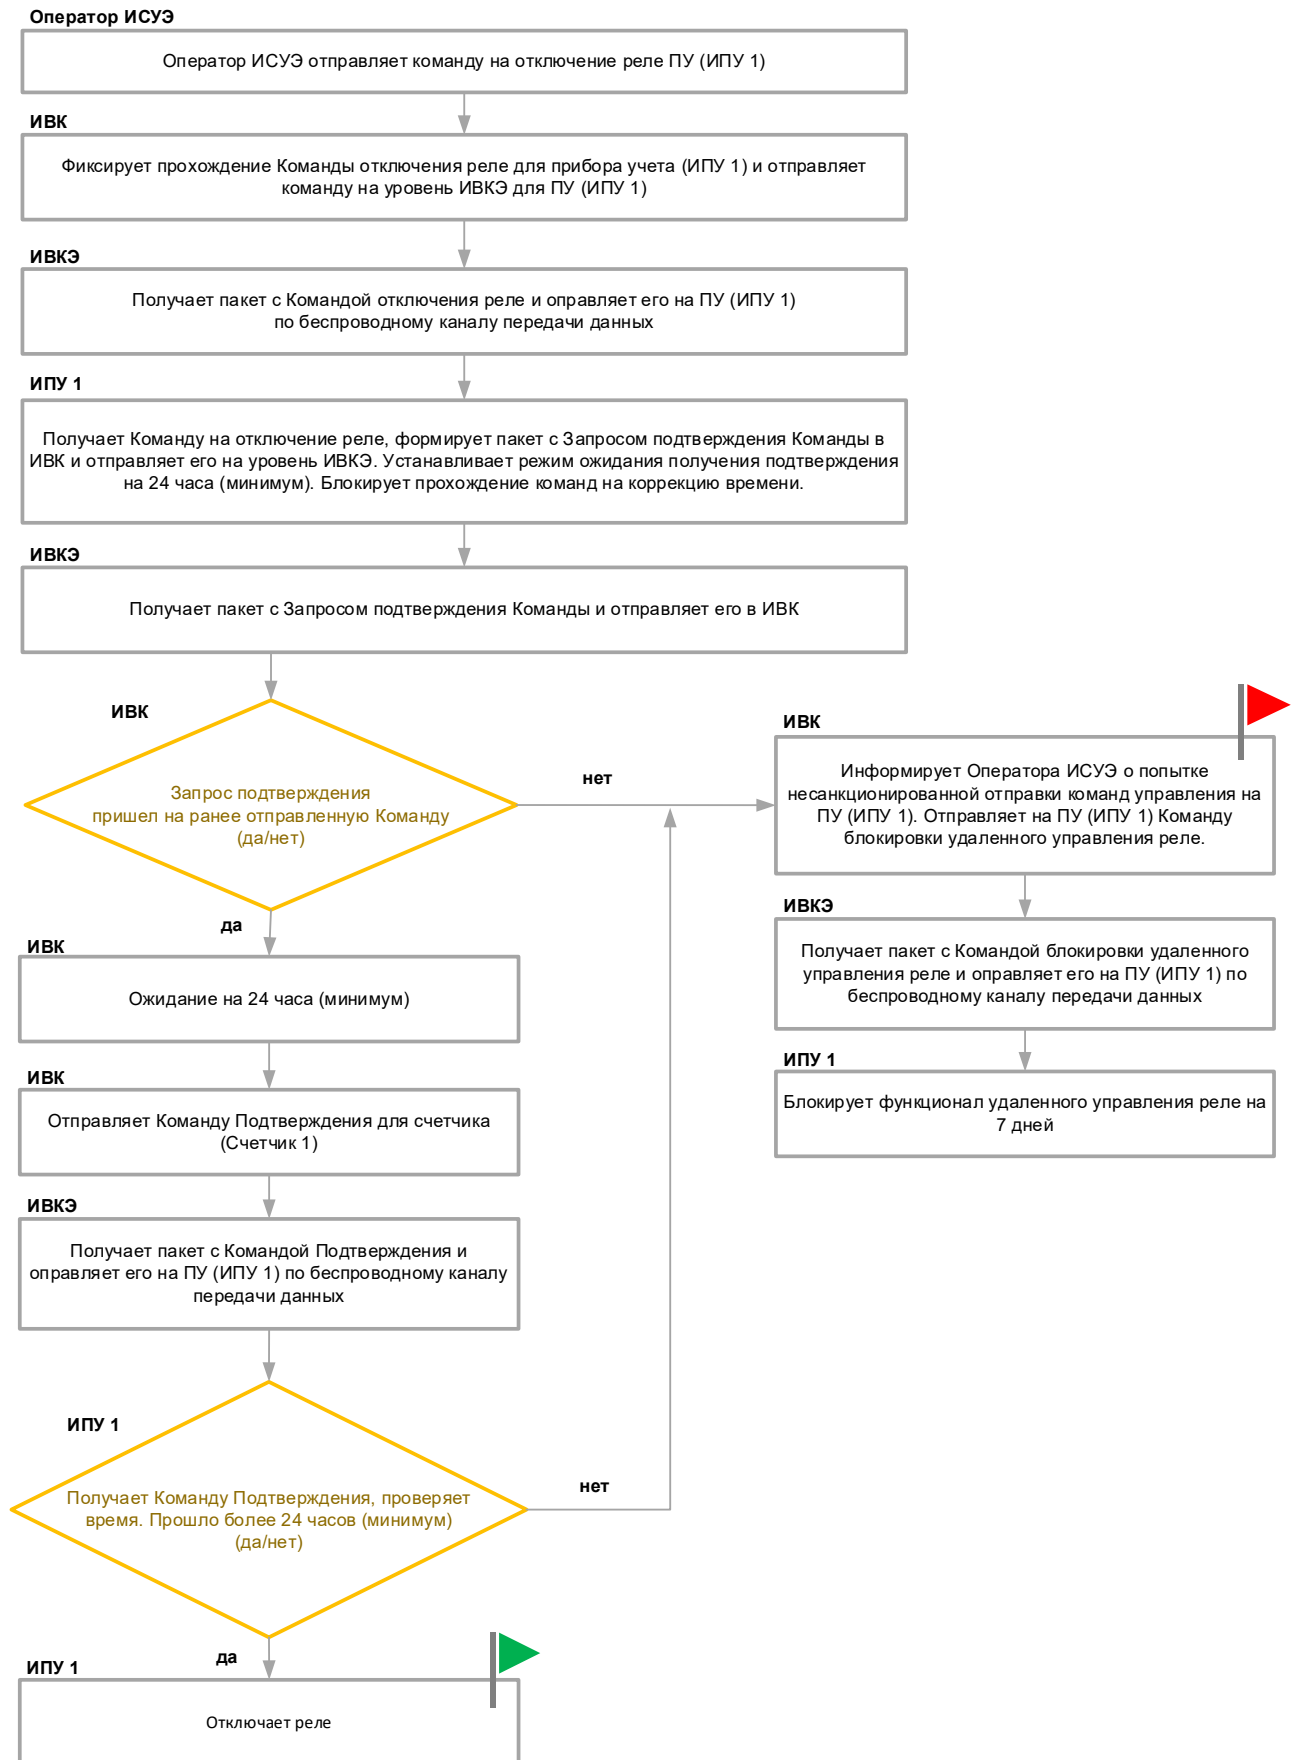 Оператор ИСУЭ
Оператор ИСУЭ отправляет команду на отключение реле ПУ (ИПУ 1)
ИВК
Фиксирует прохождение Команды отключения реле для прибора учета (ИПУ 1) и отправляет
команду на уровень ИВКЭ для ПУ (ИПУ 1)
ИВКЭ
Получает пакет с Командой отключения реле и оправляет его на ПУ (ИПУ 1)
по беспроводному каналу передачи данных
ИПУ 1
Получает Команду на отключение реле, формирует пакет с Запросом подтверждения Команды в
ИВК и отправляет его на уровень ИВКЭ. Устанавливает режим ожидания получения подтверждения
на 24 часа (минимум). Блокирует прохождение команд на коррекцию времени.
ИВКЭ
Получает пакет с Запросом подтверждения Команды и отправляет его в ИВК
ИВК
Запрос подтверждения
пришел на ранее отправленную Команду
(да/нет)
нет
да
ИВК
Информирует Оператора ИСУЭ о попытке
несанкционированной отправки команд управления на
ПУ (ИПУ 1). Отправляет на ПУ (ИПУ 1) Команду
блокировки удаленного управления реле.
ИВКЭ
Получает пакет с Командой блокировки удаленного
управления реле и оправляет его на ПУ (ИПУ 1) по
беспроводному каналу передачи данных
ИПУ 1
Блокирует функционал удаленного управления реле на
7 дней
ИВК
Ожидание на 24 часа (минимум)
ИВК
Отправляет Команду Подтверждения для счетчика
(Счетчик 1)
ИВКЭ
Получает пакет с Командой Подтверждения и
оправляет его на ПУ (ИПУ 1) по беспроводному каналу
передачи данных
ИПУ 1
Получает Команду Подтверждения, проверяет
время. Прошло более 24 часов (минимум)
(да/нет)
нет
да
ИПУ 1
Отключает реле